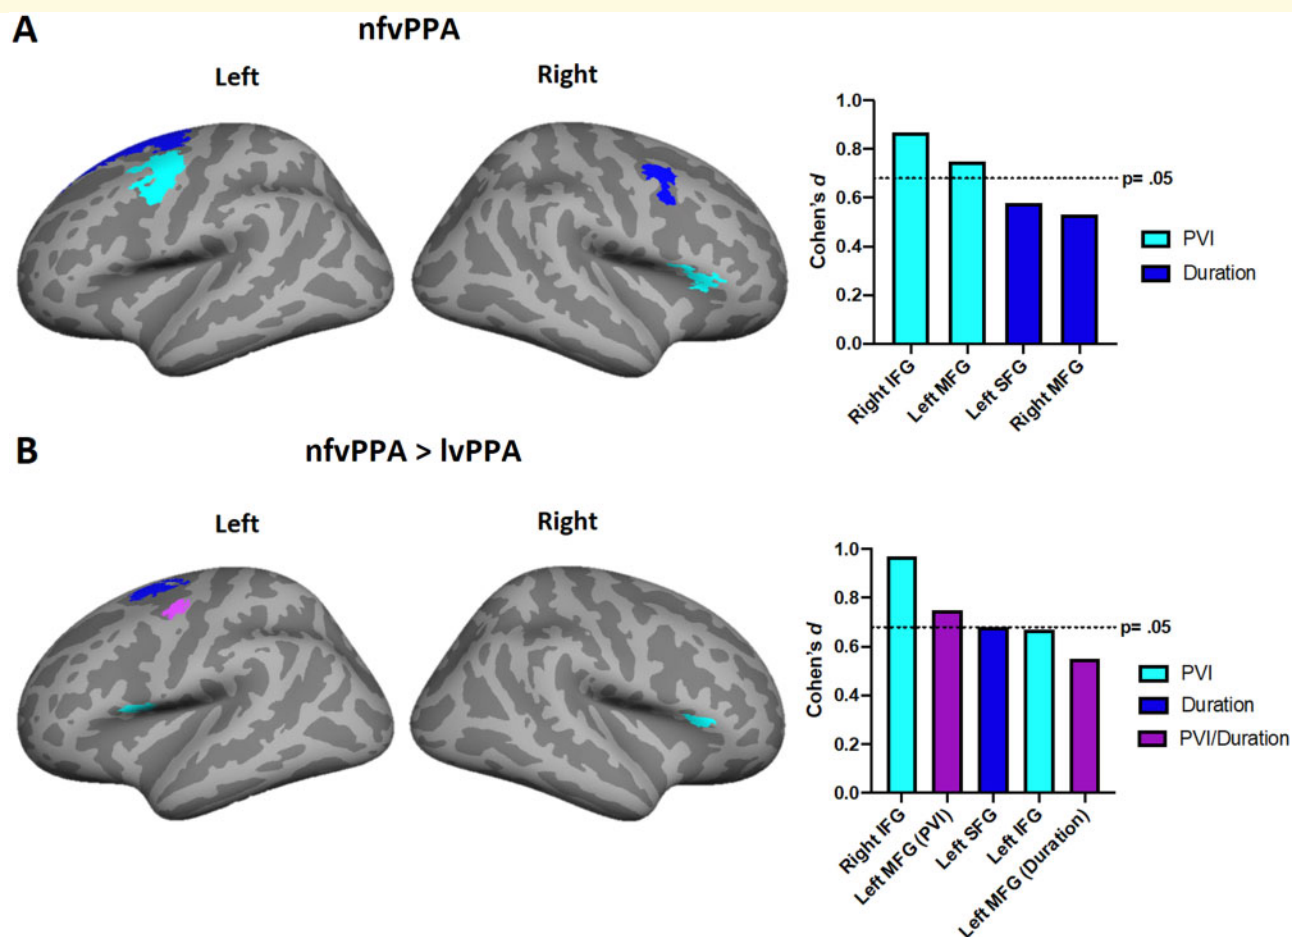 A
nfvPPA
Left
Right
1.0
0.8
0.6
0.4
0.2
0.0
Cohen's d
p= .05
PVI
Duration
Right IFG
Left MFG
Left SFG
Right MFG
B
nfvPPA > lvPPA
Left
Right
1.0
0.8
0.6
0.4
0.2
0.0
Cohen's d
p= .05
PVI
Duration
PVI/Duration
Right IFG
Left MFG (PVI)
Left SFG
Left IFG
Left MFG (Duration)